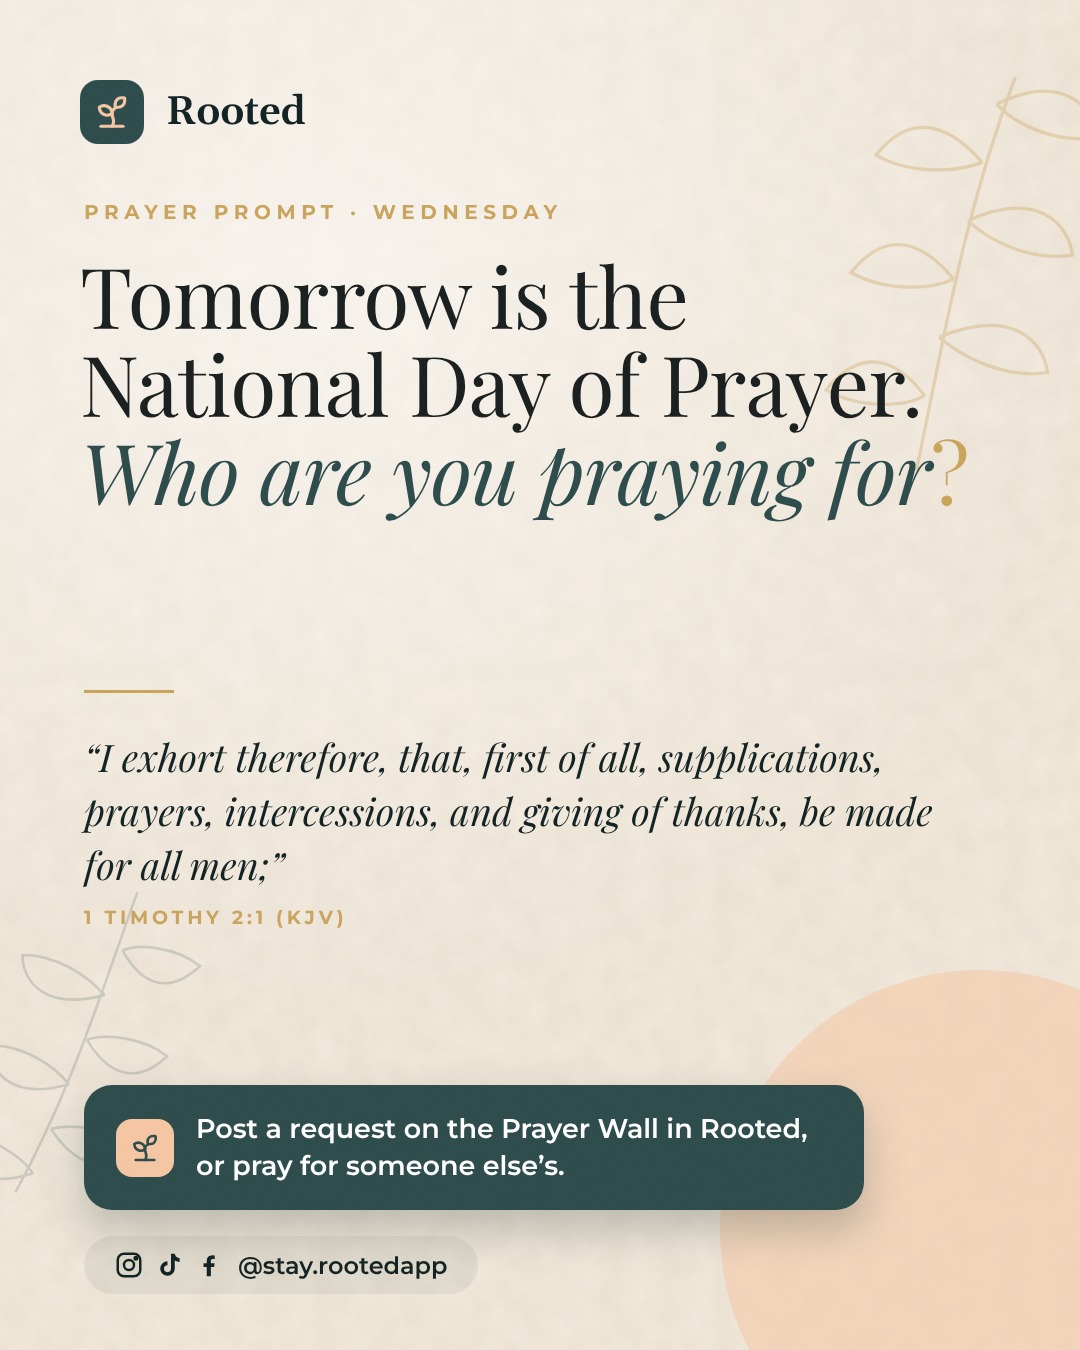 Rooted
PRAYER PROMPT · WEDNESDAY
Tomorrow is the
National Day of Prayer.
Who are you praying for?
“I exhort therefore, that, first of all, supplications,
prayers, intercessions, and giving of thanks, be made
for all men;”
1 TIMOTHY 2:1 (KJV)
Post a request on the Prayer Wall in Rooted,
or pray for someone else’s.
@stay.rootedapp